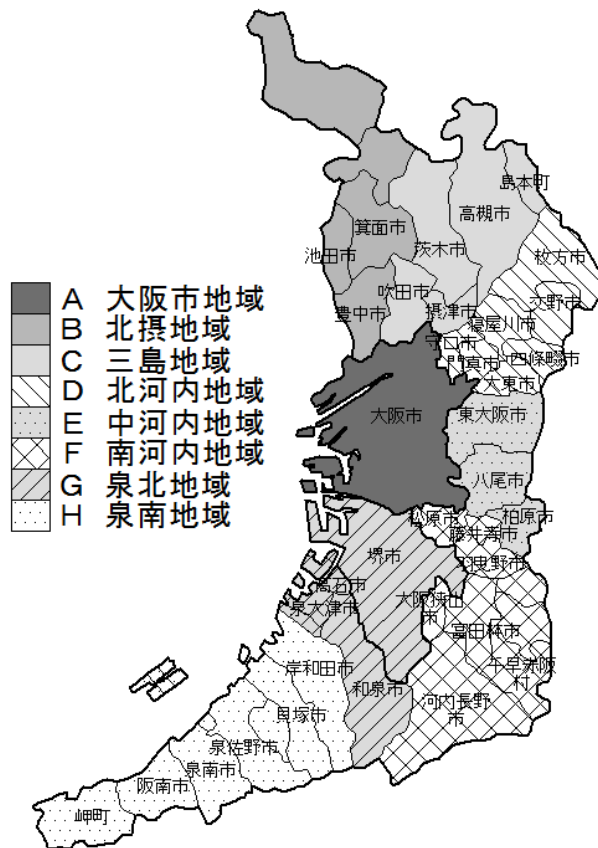 A 大阪市地域
B 北摂地域
C 三島地域
D 北河内地域
E 中河内地域
F 南河内地域
G 泉北地域
H 泉南地域
島本町
高槻市
箕面市
茨木市
池田市
枚方市
吹田市
交野市
豊中市
摂津市
寝屋川市
守口市
門真市
四條畷市
大東市
大阪市
東大阪市
八尾市
松原市
柏原市
藤井寺市
堺市
羽曳野市
高石市
大阪狭山市
泉大津市
富田林市
千早赤阪村
岸和田市
和泉市
河内長野市
貝塚市
泉佐野市
泉南市
阪南市
岬町